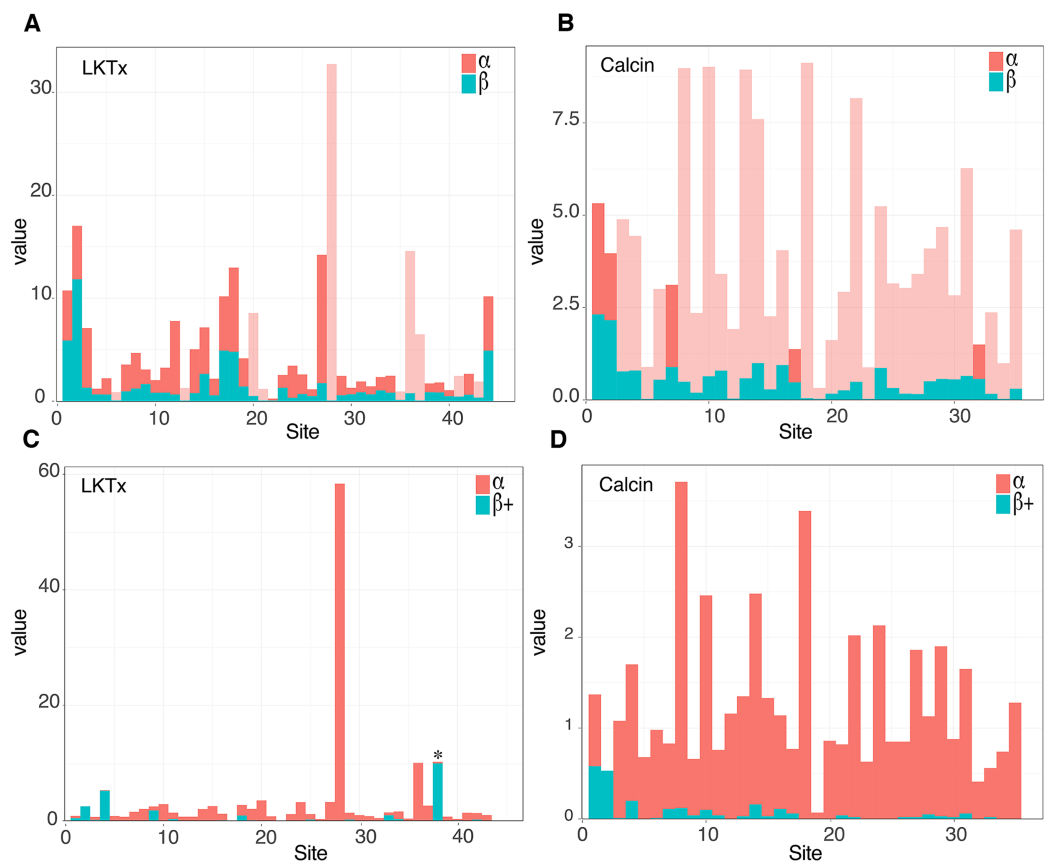 A
LKTx
α
β
value
30
20
10
0
0 10 20 30 40
Site
B
Calcin
α
β
value
7.5
5.0
2.5
0.0
0 10 20 30
Site
C
LKTx
α
β+
value
60
40
20
0
*
0 10 20 30 40
Site
D
Calcin
α
β+
value
3
2
1
0
0 10 20 30
Site